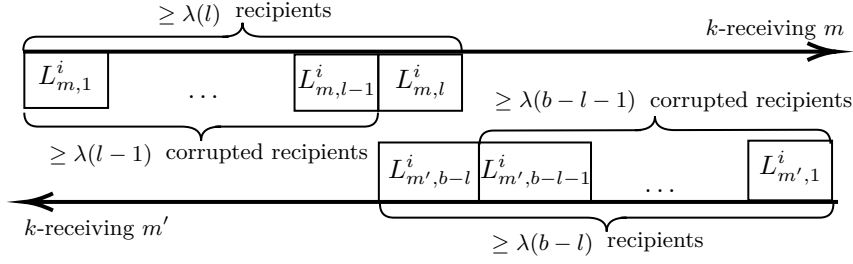 ≥ λ(l) recipients
k-receiving m
L^i_{m,1} ... L^i_{m,l−1} L^i_{m,l}
≥ λ(b − l − 1) corrupted recipients
≥ λ(l − 1) corrupted recipients
L^i_{m′,b−l} L^i_{m′,b−l−1} ... L^i_{m′,1}
k-receiving m′
≥ λ(b − l) recipients